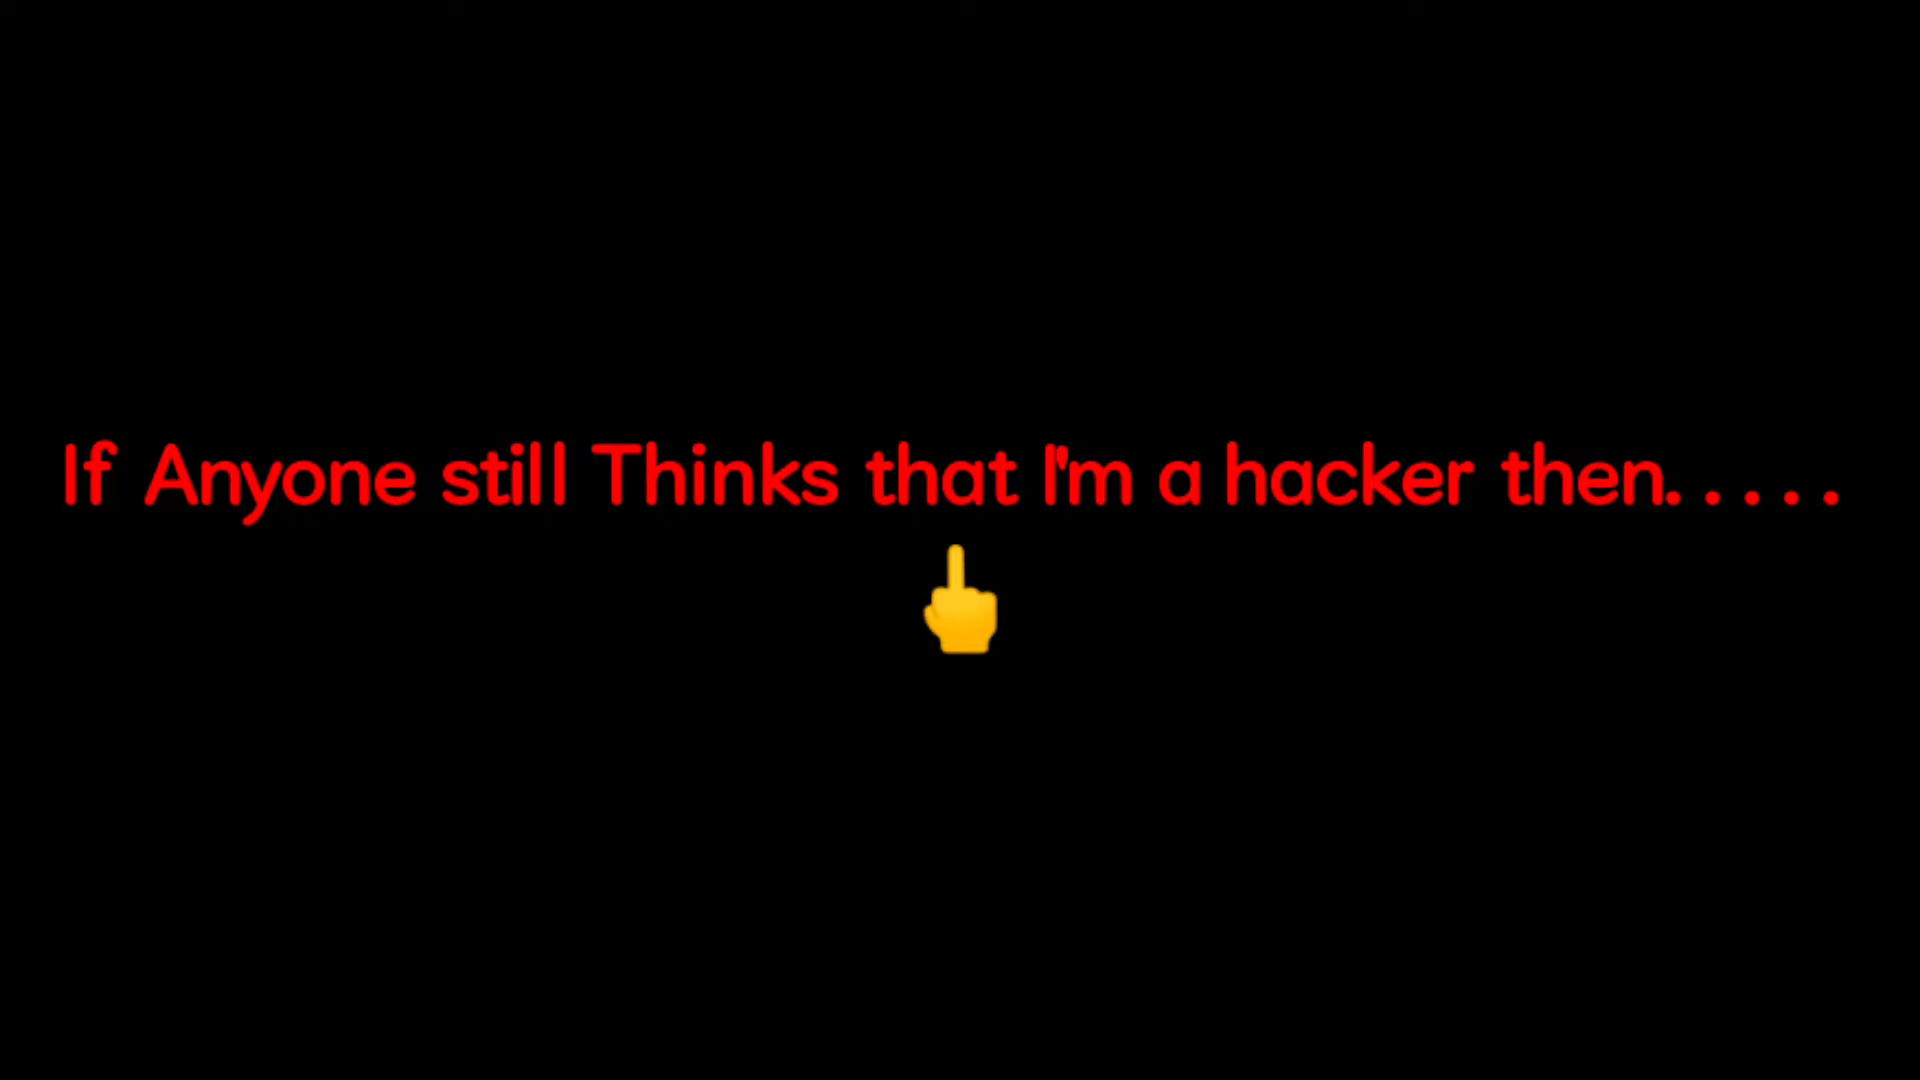 If Anyone still Thinks that I'm a hacker then. . . . .
🖕